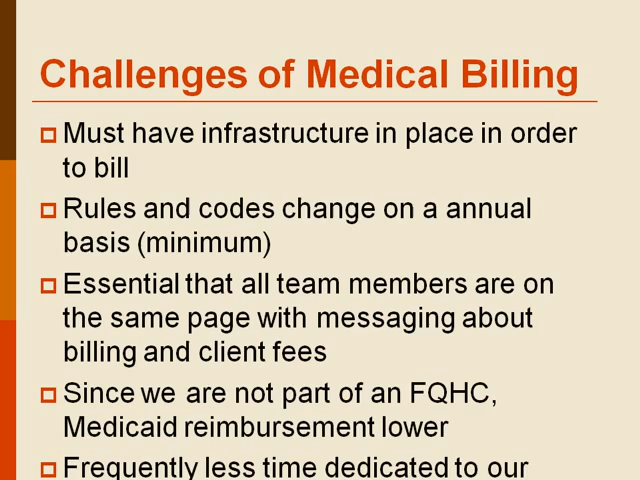 Challenges of Medical Billing
Must have infrastructure in place in order
to bill
Rules and codes change on a annual
basis (minimum)
Essential that all team members are on
the same page with messaging about
billing and client fees
Since we are not part of an FQHC,
Medicaid reimbursement lower
Frequently less time dedicated to our